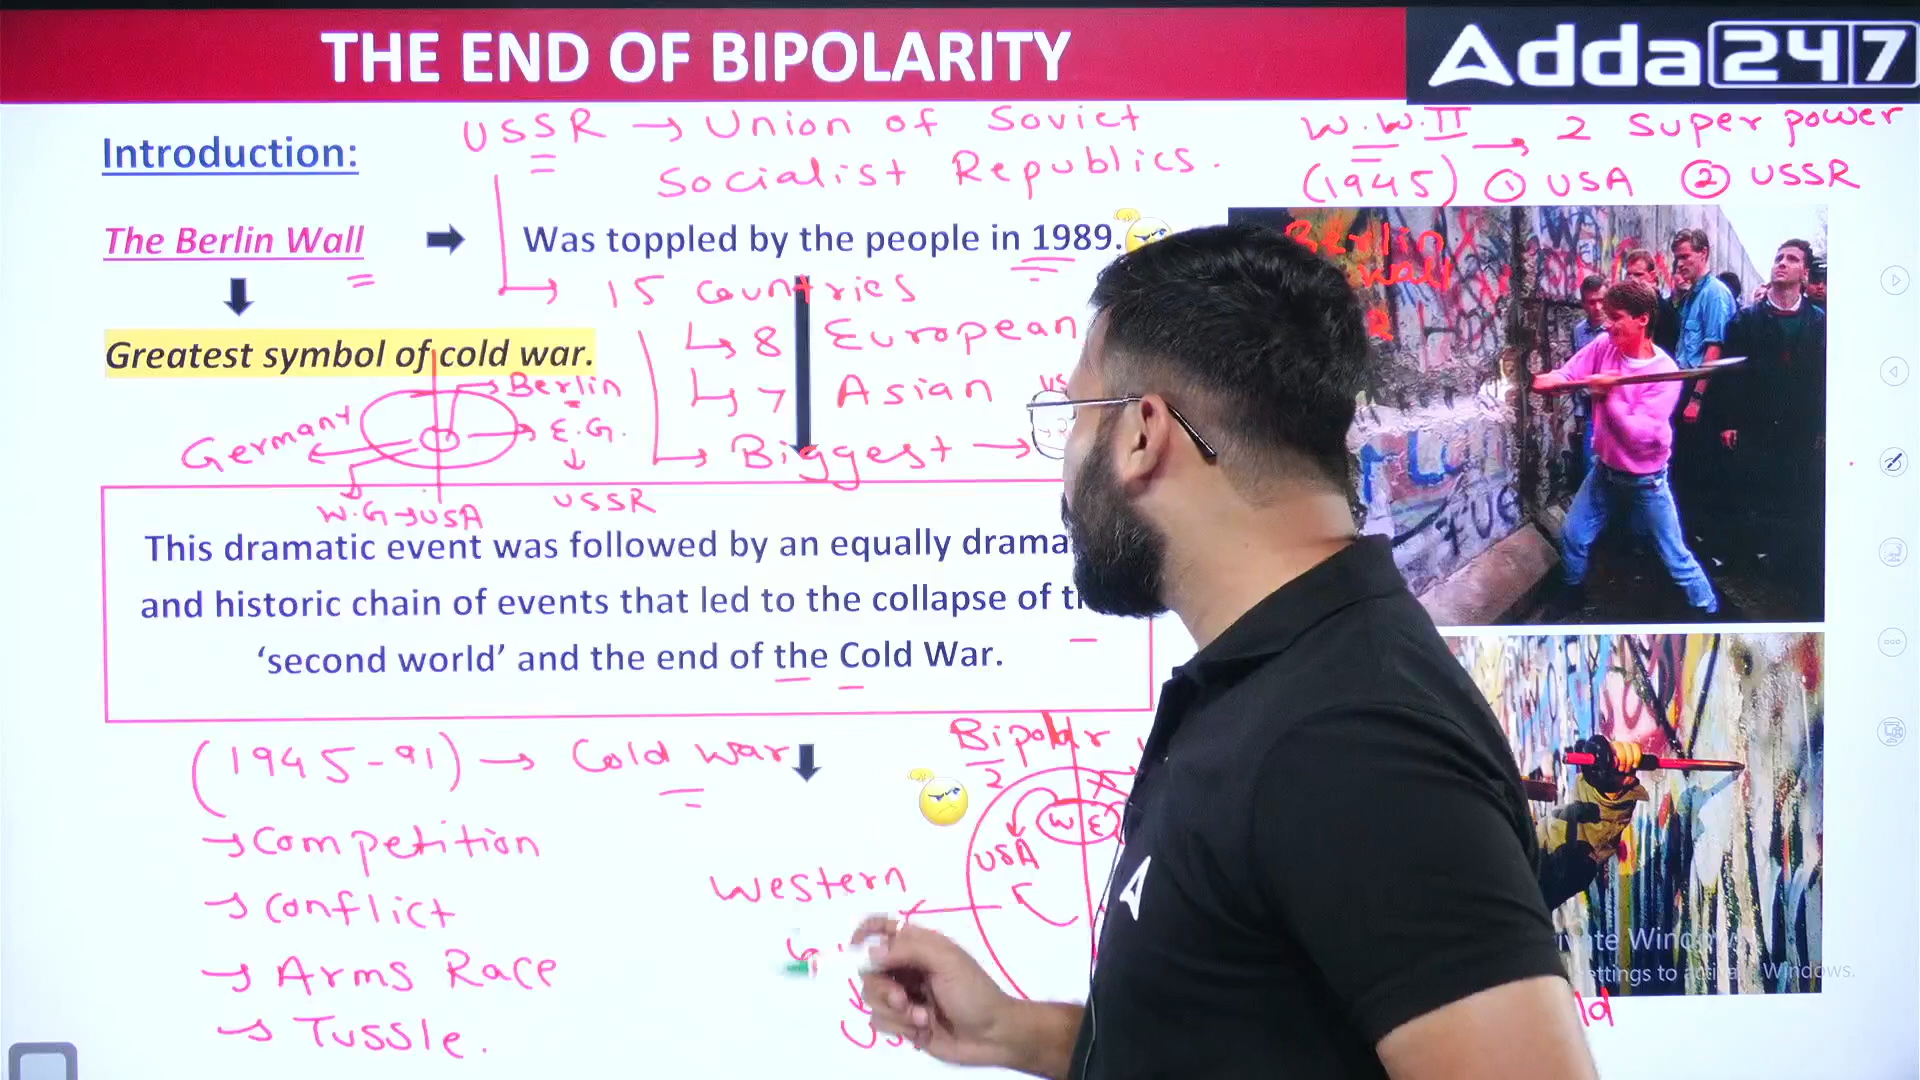 THE END OF BIPOLARITY
Adda247
USSR → Union of Soviet
Socialist Republics.
W.W.II → 2 Super power
(1945) ① USA ② USSR
Introduction:
The Berlin Wall
Was toppled by the people in 1989.
Berlin
Wall
→ 15 Countries
↳ 8 European
↳ 7 Asian
↳ Biggest →
Greatest symbol of cold war.
Berlin
Germany
E.G.
USSR
W.G → USA
This dramatic event was followed by an equally drama
and historic chain of events that led to the collapse of
‘second world’ and the end of the Cold War.
(1945-91) → Cold War
→ Competition
→ Conflict
→ Arms Race
→ Tussle.
Bipolar
2
W E
USA
Western
Windows.